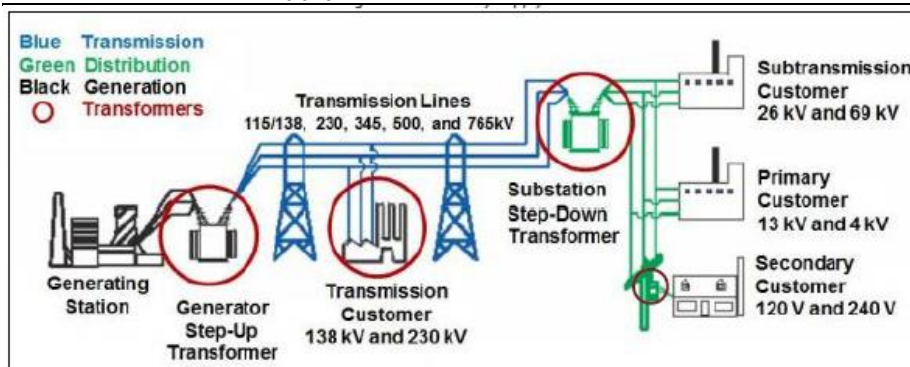 Blue Transmission
Green Distribution
Black Generation
Transformers
Transmission Lines
115/138, 230, 345, 500, and 765kV
Generating
Station
Generator
Step-Up
Transformer
Transmission
Customer
138 kV and 230 kV
Substation
Step-Down
Transformer
Subtransmission
Customer
26 kV and 69 kV
Primary
Customer
13 kV and 4 kV
Secondary
Customer
120 V and 240 V